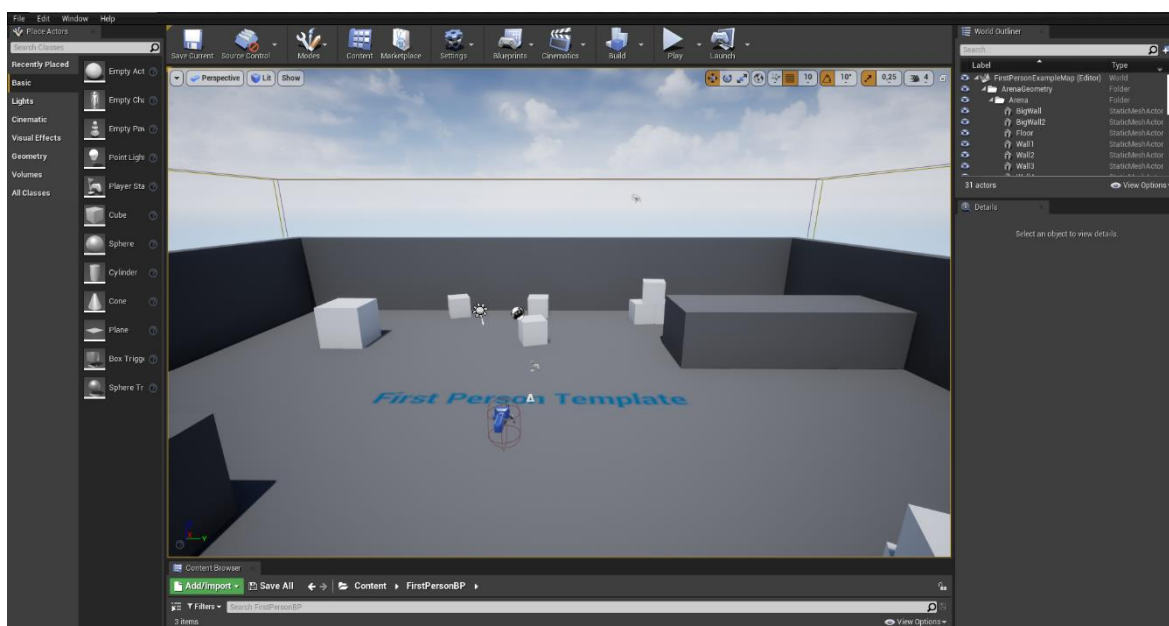 File Edit Window Help
Place Actors
Search Classes
Recently Placed
Basic
Lights
Cinematic
Visual Effects
Geometry
Volumes
All Classes
Empty Act
Empty Cha
Empty Paw
Point Light
Player Sta
Cube
Sphere
Cylinder
Cone
Plane
Box Trigge
Sphere Tr
Save Current Source Control Modes Content Marketplace Settings Blueprints Cinematics Build Play Launch
Perspective Lit Show
10 10° 0,25 4
First Person Template
World Outliner
Search...
Label Type
FirstPersonExampleMap (Editor) World
ArenaGeometry Folder
Arena Folder
BigWall StaticMeshActor
BigWall2 StaticMeshActor
Floor StaticMeshActor
Wall1 StaticMeshActor
Wall2 StaticMeshActor
Wall3 StaticMeshActor
31 actors View Options
Details
Select an object to view details.
Content Browser
Add/Import Save All Content FirstPersonBP
Filters Search FirstPersonBP
3 items View Options